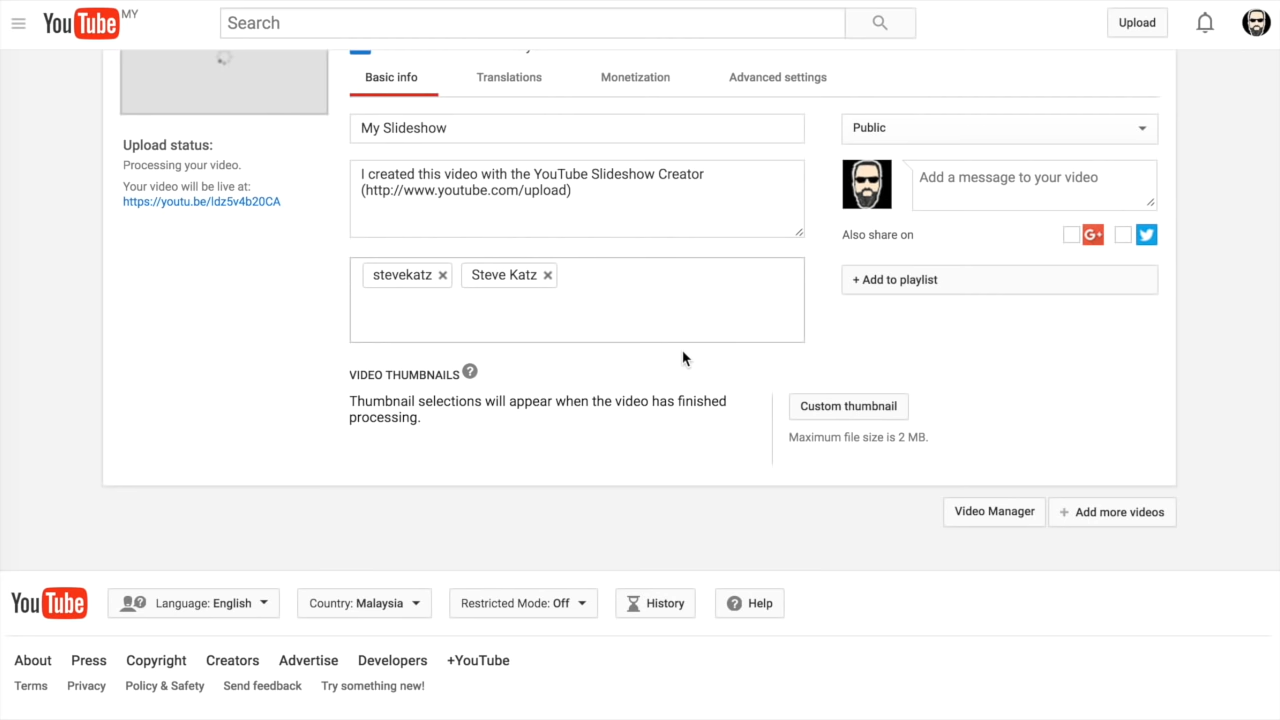 YouTube MY
Search
Upload
Basic info
Translations
Monetization
Advanced settings
Upload status:
Processing your video.
Your video will be live at:
https://youtu.be/ldz5v4b20CA
My Slideshow
I created this video with the YouTube Slideshow Creator
(http://www.youtube.com/upload)
stevekatz
Steve Katz
Public
Add a message to your video
Also share on
G+
+ Add to playlist
VIDEO THUMBNAILS ?
Thumbnail selections will appear when the video has finished
processing.
Custom thumbnail
Maximum file size is 2 MB.
Video Manager
+ Add more videos
YouTube
Language: English
Country: Malaysia
Restricted Mode: Off
History
? Help
About Press Copyright Creators Advertise Developers +YouTube
Terms Privacy Policy & Safety Send feedback Try something new!